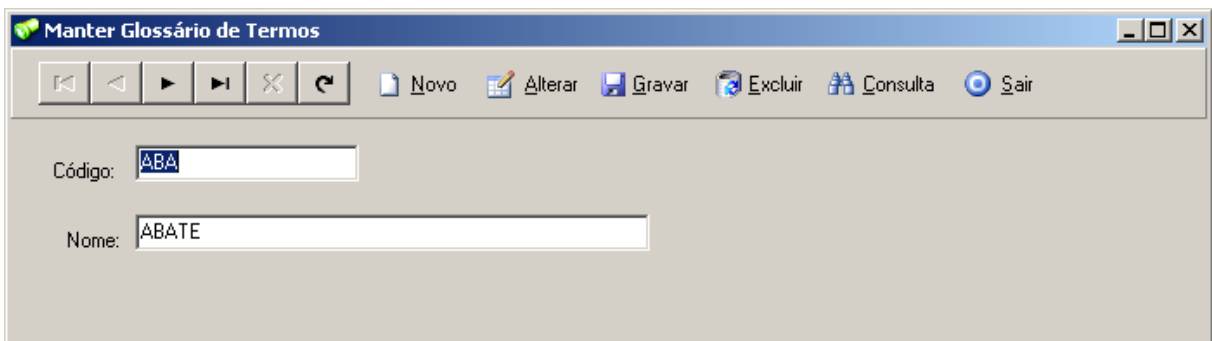 Manter Glossário de Termos
Novo Alterar Gravar Excluir Consulta Sair
Código: ABA
Nome: ABATE